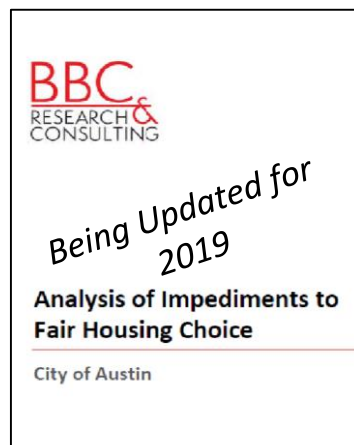 BBC
RESEARCH &
CONSULTING
Being Updated for
2019
Analysis of Impediments to
Fair Housing Choice
City of Austin